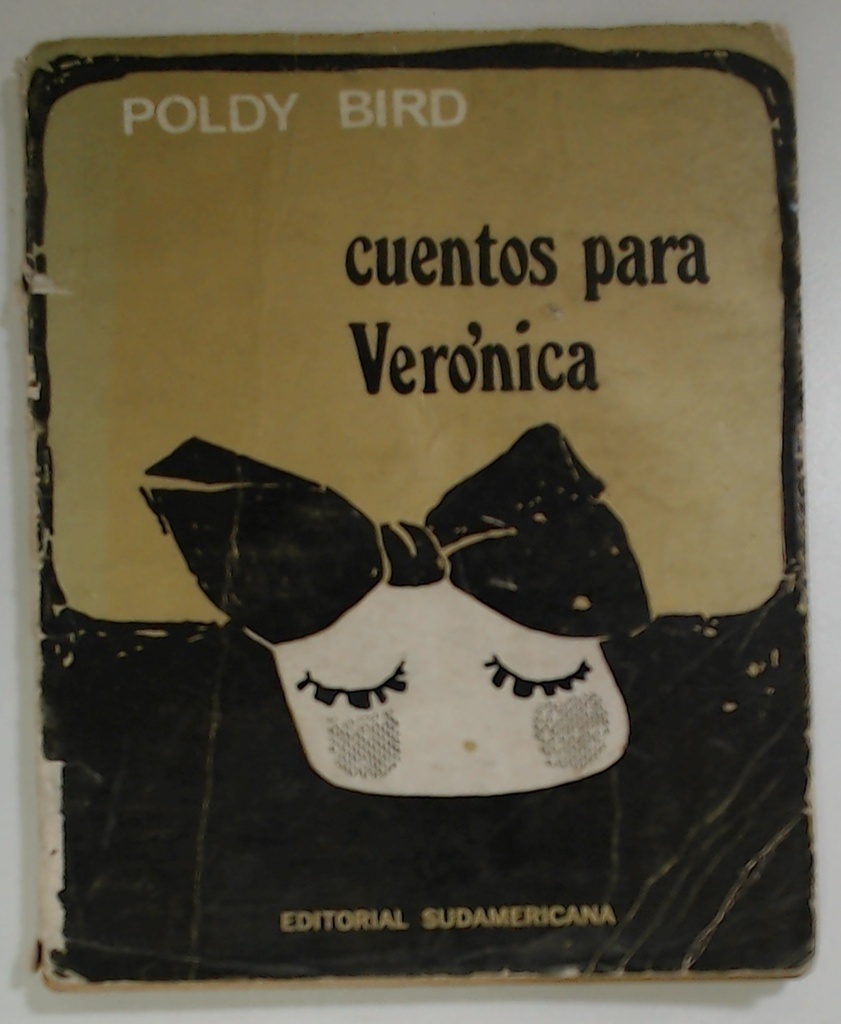 POLDY BIRD
cuentos para
Verónica
EDITORIAL SUDAMERICANA